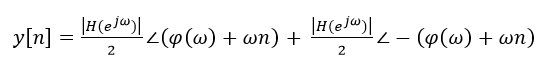 y[n] = |H(e^{jω})|/2 ∠(φ(ω) + ωn) + |H(e^{jω})|/2 ∠ − (φ(ω) + ωn)